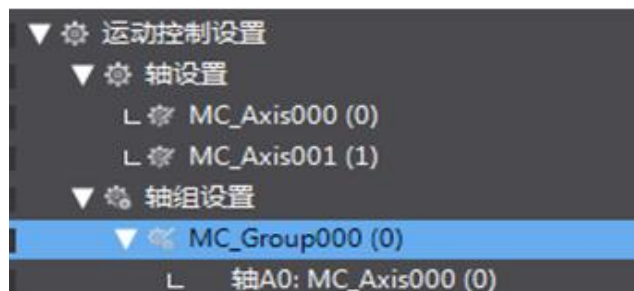 运动控制设置
轴设置
MC_Axis000 (0)
MC_Axis001 (1)
轴组设置
MC_Group000 (0)
轴A0: MC_Axis000 (0)